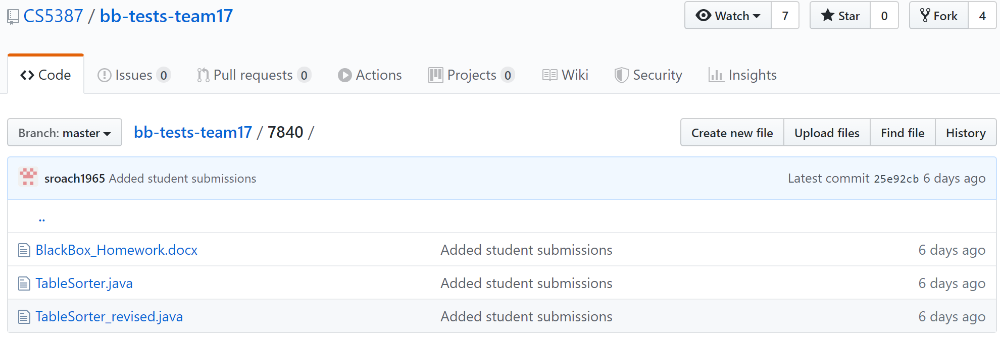 CS5387 / bb-tests-team17 Watch 7 Star 0 Fork 4
Code Issues 0 Pull requests 0 Actions Projects 0 Wiki Security Insights
Branch: master bb-tests-team17 / 7840 / Create new file Upload files Find file History
sroach1965 Added student submissions Latest commit 25e92cb 6 days ago
..
BlackBox_Homework.docx Added student submissions 6 days ago
TableSorter.java Added student submissions 6 days ago
TableSorter_revised.java Added student submissions 6 days ago